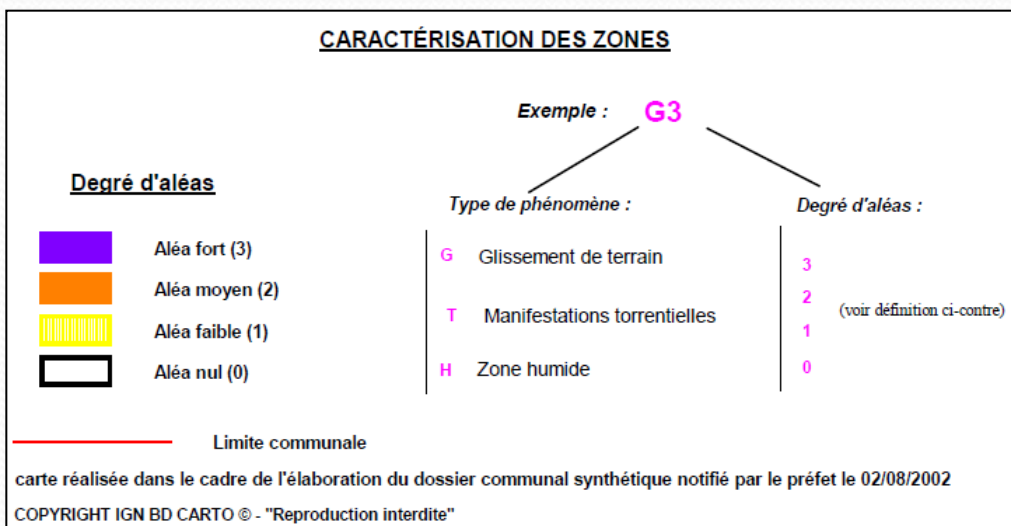 CARACTÉRISATION DES ZONES
Exemple : G3
Degré d'aléas
Aléa fort (3)
Aléa moyen (2)
Aléa faible (1)
Aléa nul (0)
Type de phénomène :
G Glissement de terrain
T Manifestations torrentielles
H Zone humide
Degré d'aléas :
3
2
1
0
(voir définition ci-contre)
Limite communale
carte réalisée dans le cadre de l'élaboration du dossier communal synthétique notifié par le préfet le 02/08/2002
COPYRIGHT IGN BD CARTO © - "Reproduction interdite"